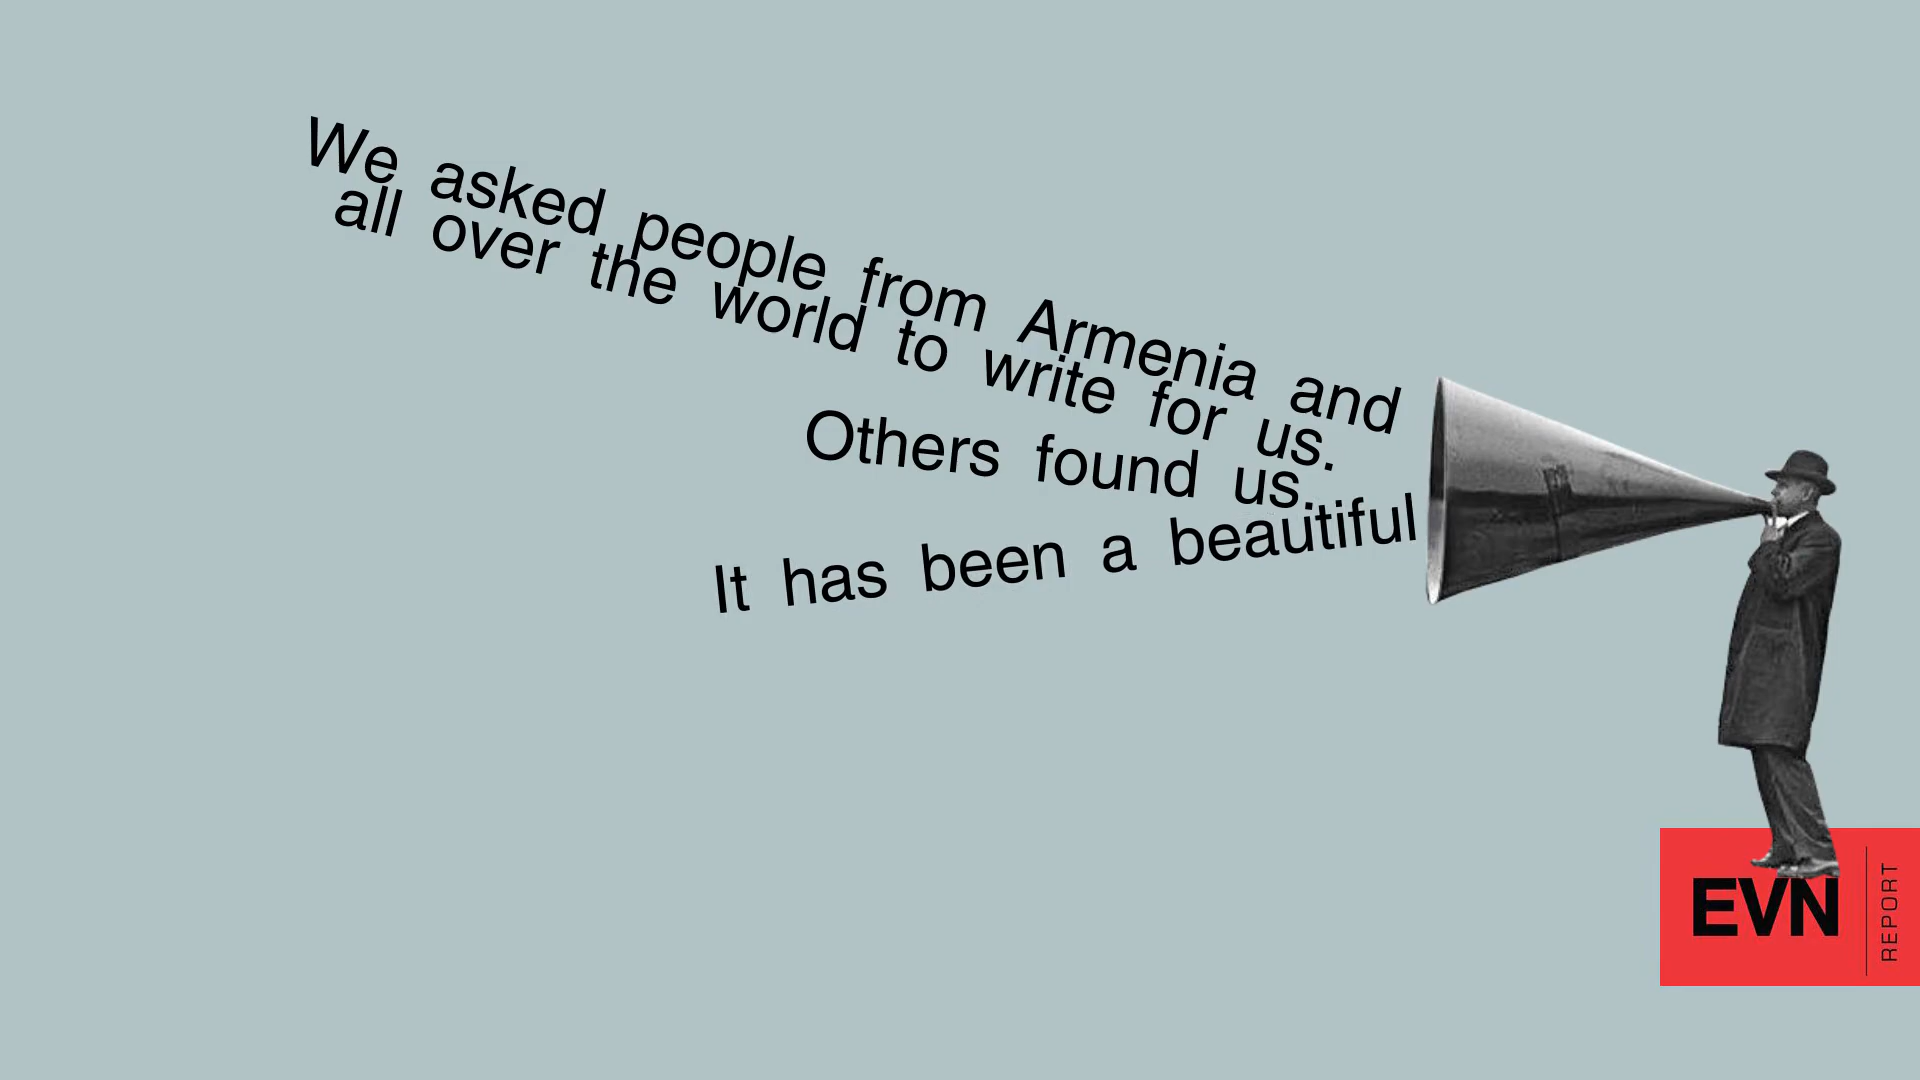 We asked people from Armenia and
all over the world to write for us.
Others found us.
It has been a beautiful
EVN
REPORT